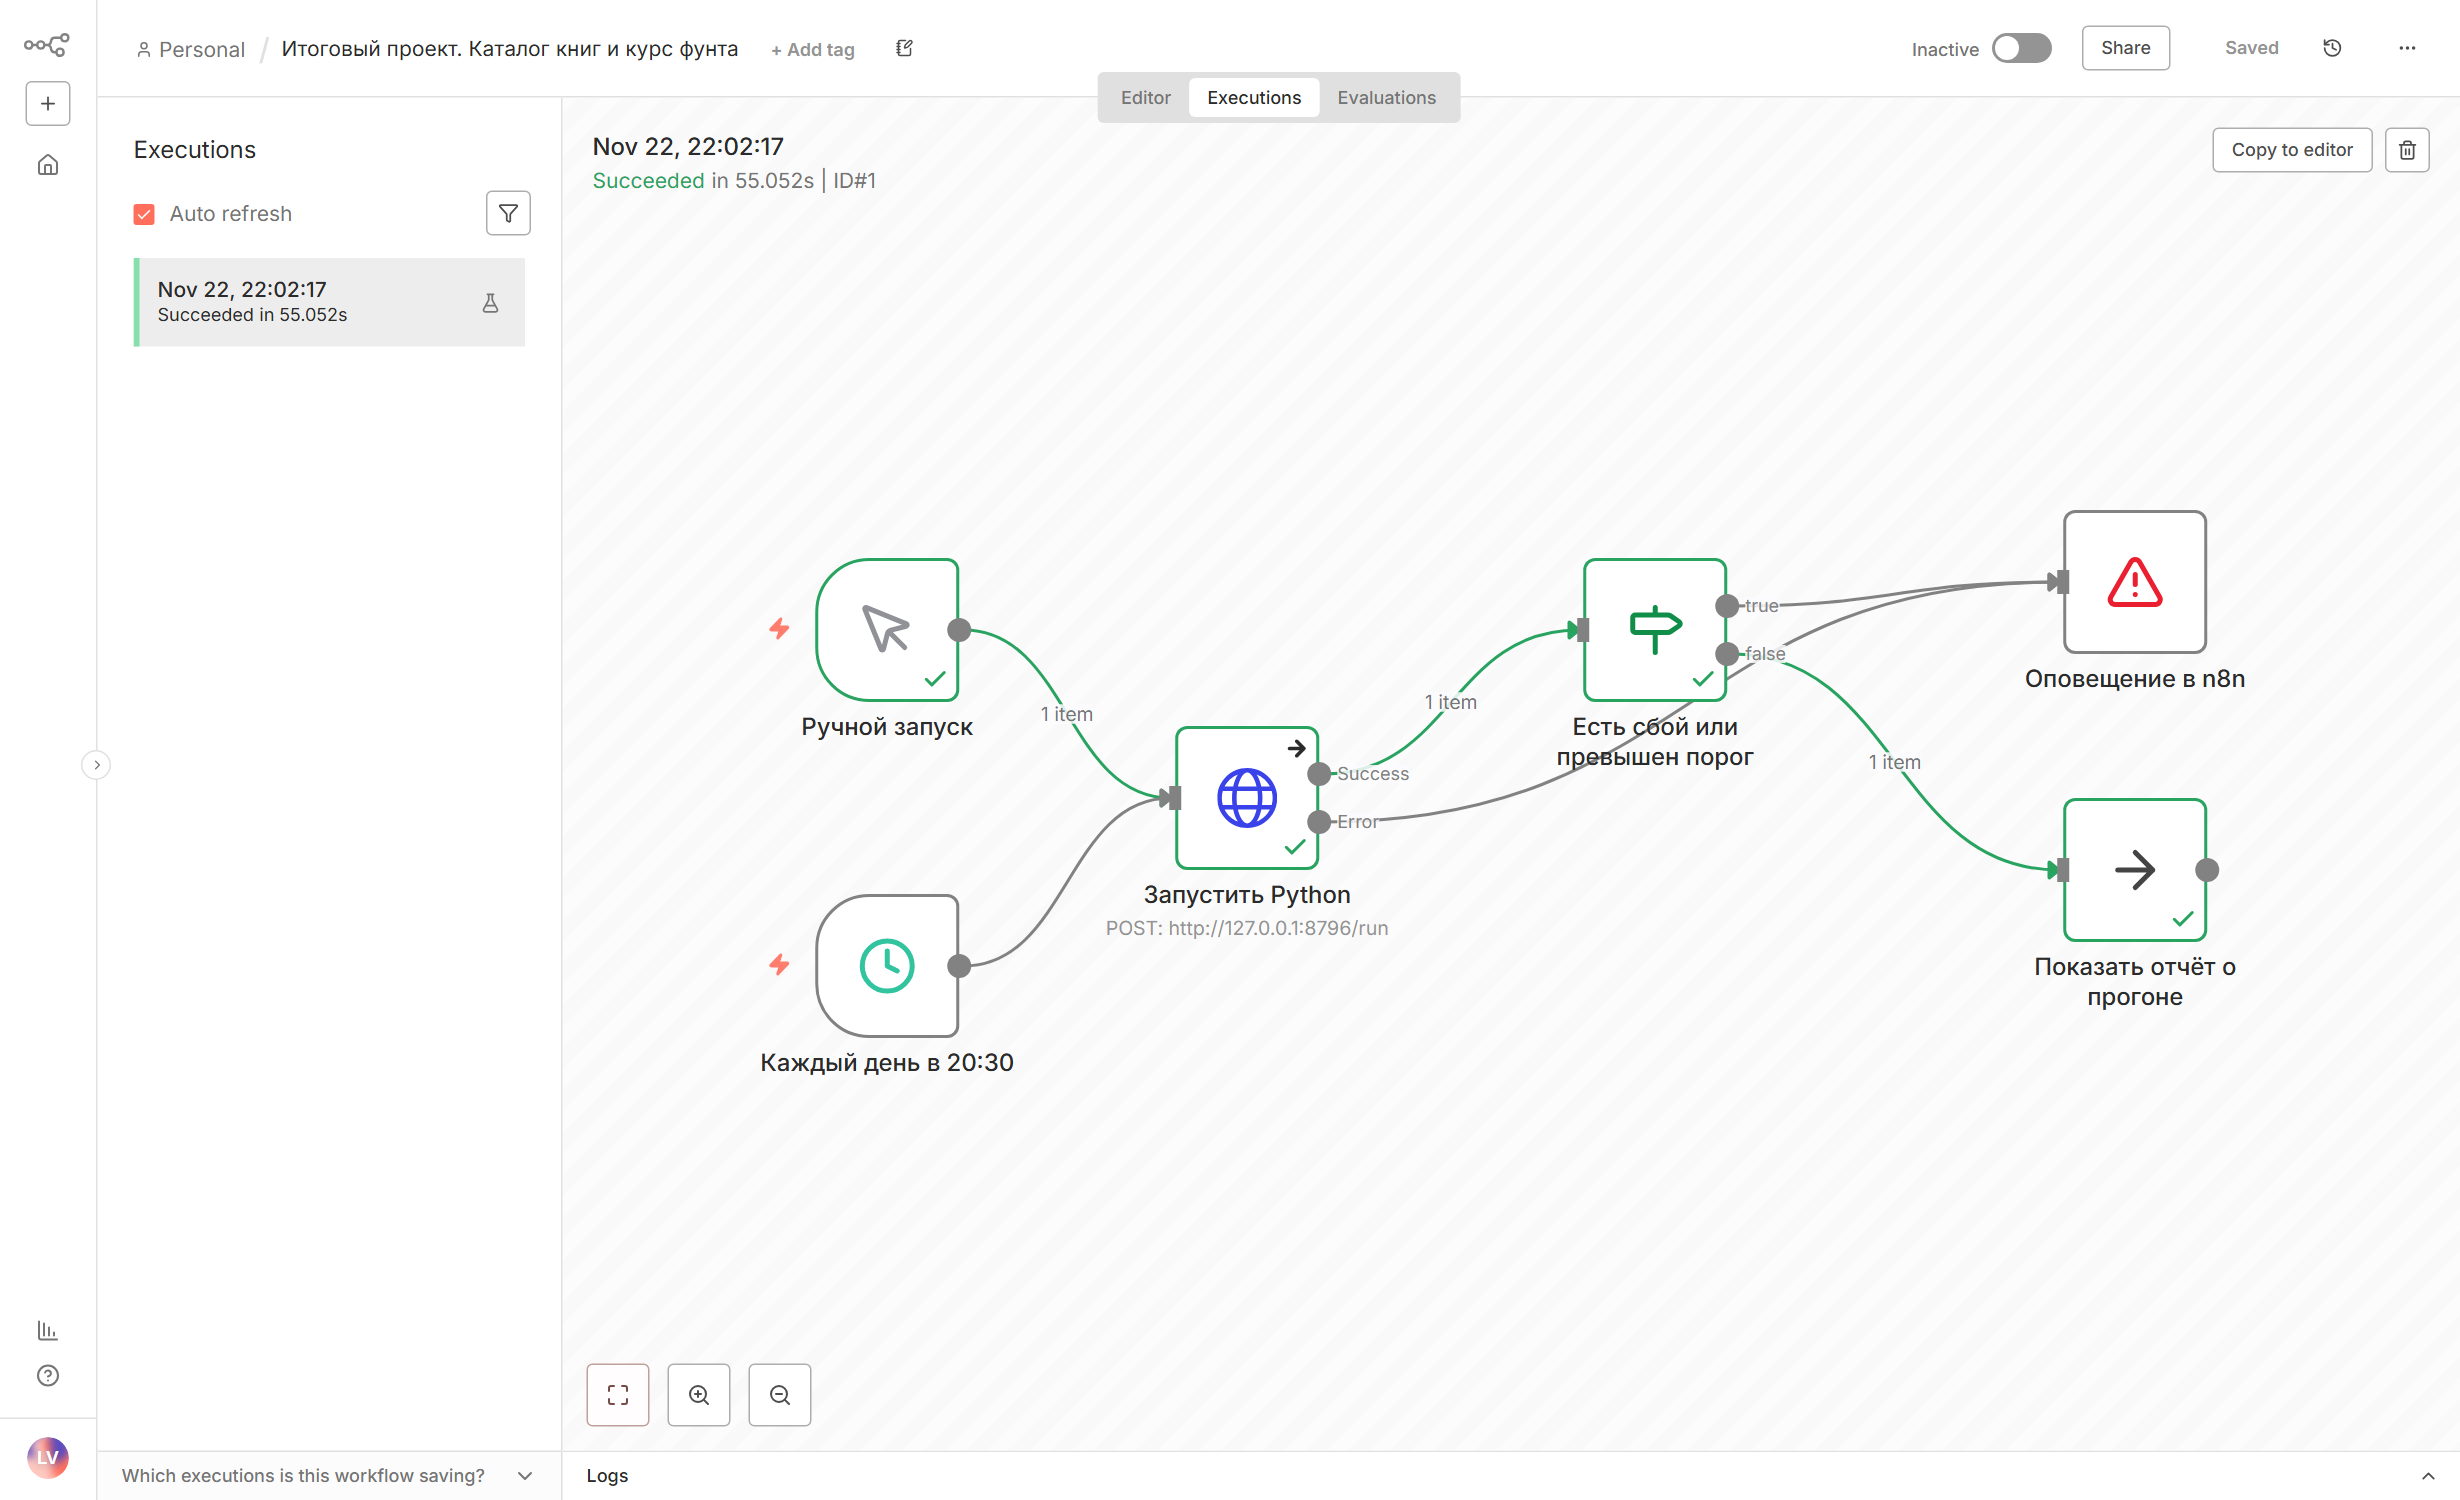 Personal / Итоговый проект. Каталог книг и курс фунта + Add tag
Inactive Share Saved
Editor Executions Evaluations
Executions
Auto refresh
Nov 22, 22:02:17
Succeeded in 55.052s
Nov 22, 22:02:17
Succeeded in 55.052s | ID#1
Copy to editor
Ручной запуск
1 item
Каждый день в 20:30
Success
Error
Запустить Python
POST: http://127.0.0.1:8796/run
1 item
true
false
Есть сбой или
превышен порог
1 item
Оповещение в n8n
Показать отчёт о
прогоне
LV
Which executions is this workflow saving?
Logs